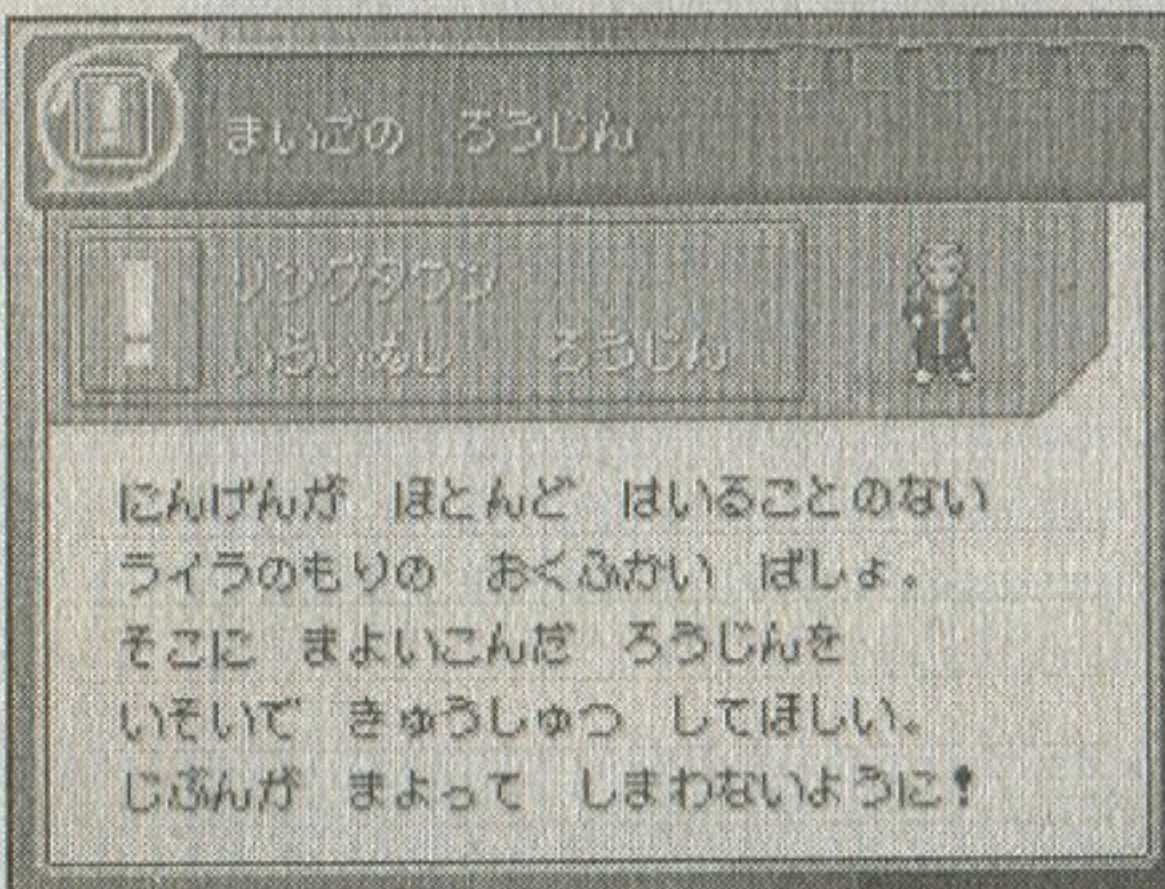 まいごの　ろうじん
リングタウン
いらいぬし　ろうじん
にんげんが　ほとんど　はいることのない
ライラのもりの　おくふかい　ばしょ。
そこに　まよいこんだ　ろうじんを
いそいで　きゅうしゅつ　してほしい。
じぶんが　まよって　しまわないように！